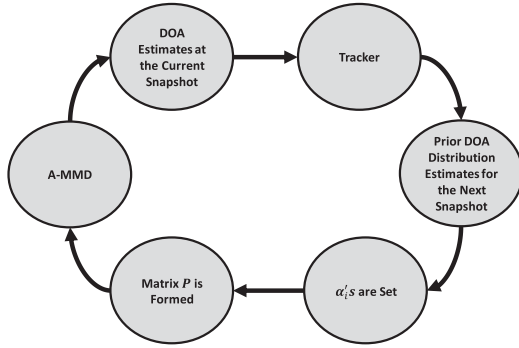 DOA
Estimates at
the Current
Snapshot
Tracker
Prior DOA
Distribution
Estimates for
the Next
Snapshot
α′ᵢs are Set
Matrix P is
Formed
A-MMD